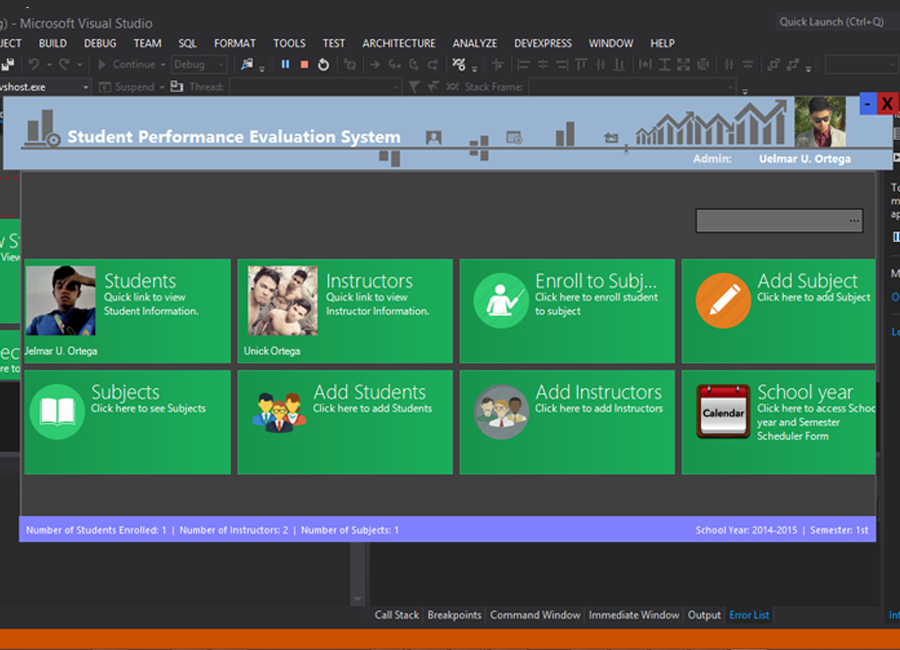 g) - Microsoft Visual Studio
Quick Launch (Ctrl+Q)
JECT BUILD DEBUG TEAM SQL FORMAT TOOLS TEST ARCHITECTURE ANALYZE DEVEXPRESS WINDOW HELP
Continue Debug
vshost.exe Suspend Thread: Stack Frame:
- X
Student Performance Evaluation System
Admin: Uelmar U. Ortega
...
Students
Quick link to view
Student Information.
Jelmar U. Ortega
Instructors
Quick link to view
Instructor Information.
Unick Ortega
Enroll to Subj...
Click here to enroll student
to subject
Add Subject
Click here to add Subject
Subjects
Click here to see Subjects
Add Students
Click here to add Students
Add Instructors
Click here to add Instructors
Calendar
School year
Click here to access Schoo
year and Semester
Scheduler Form
Number of Students Enrolled: 1 | Number of Instructors: 2 | Number of Subjects: 1
School Year: 2014-2015 | Semester: 1st
Call Stack Breakpoints Command Window Immediate Window Output Error List